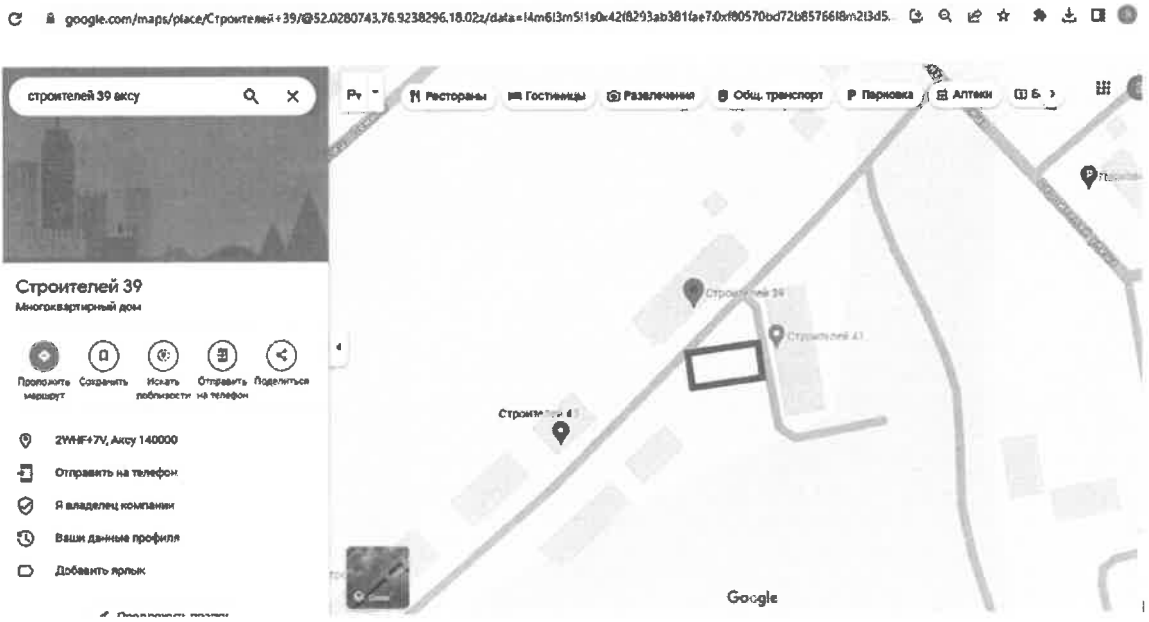 google.com/maps/place/Строителей+39/@52.0280743,76.9238296,18.02z/data=!4m6!3m5!1s0x42f8293ab381fae7:0xf80570bd72b85766!8m2!3d5...
строителей 39 аксу
Рестораны
Гостиницы
Развлечения
Общ. транспорт
Парковка
Аптеки
Строителей 39
Многоквартирный дом
Проложить маршрут
Сохранить
Искать поблизости
Отправить на телефон
Поделиться
2WHF+7V, Аксу 140000
Отправить на телефон
Я владелец компании
Ваши данные профиля
Добавить ярлык
Строителей 39
Строителей 41
Google